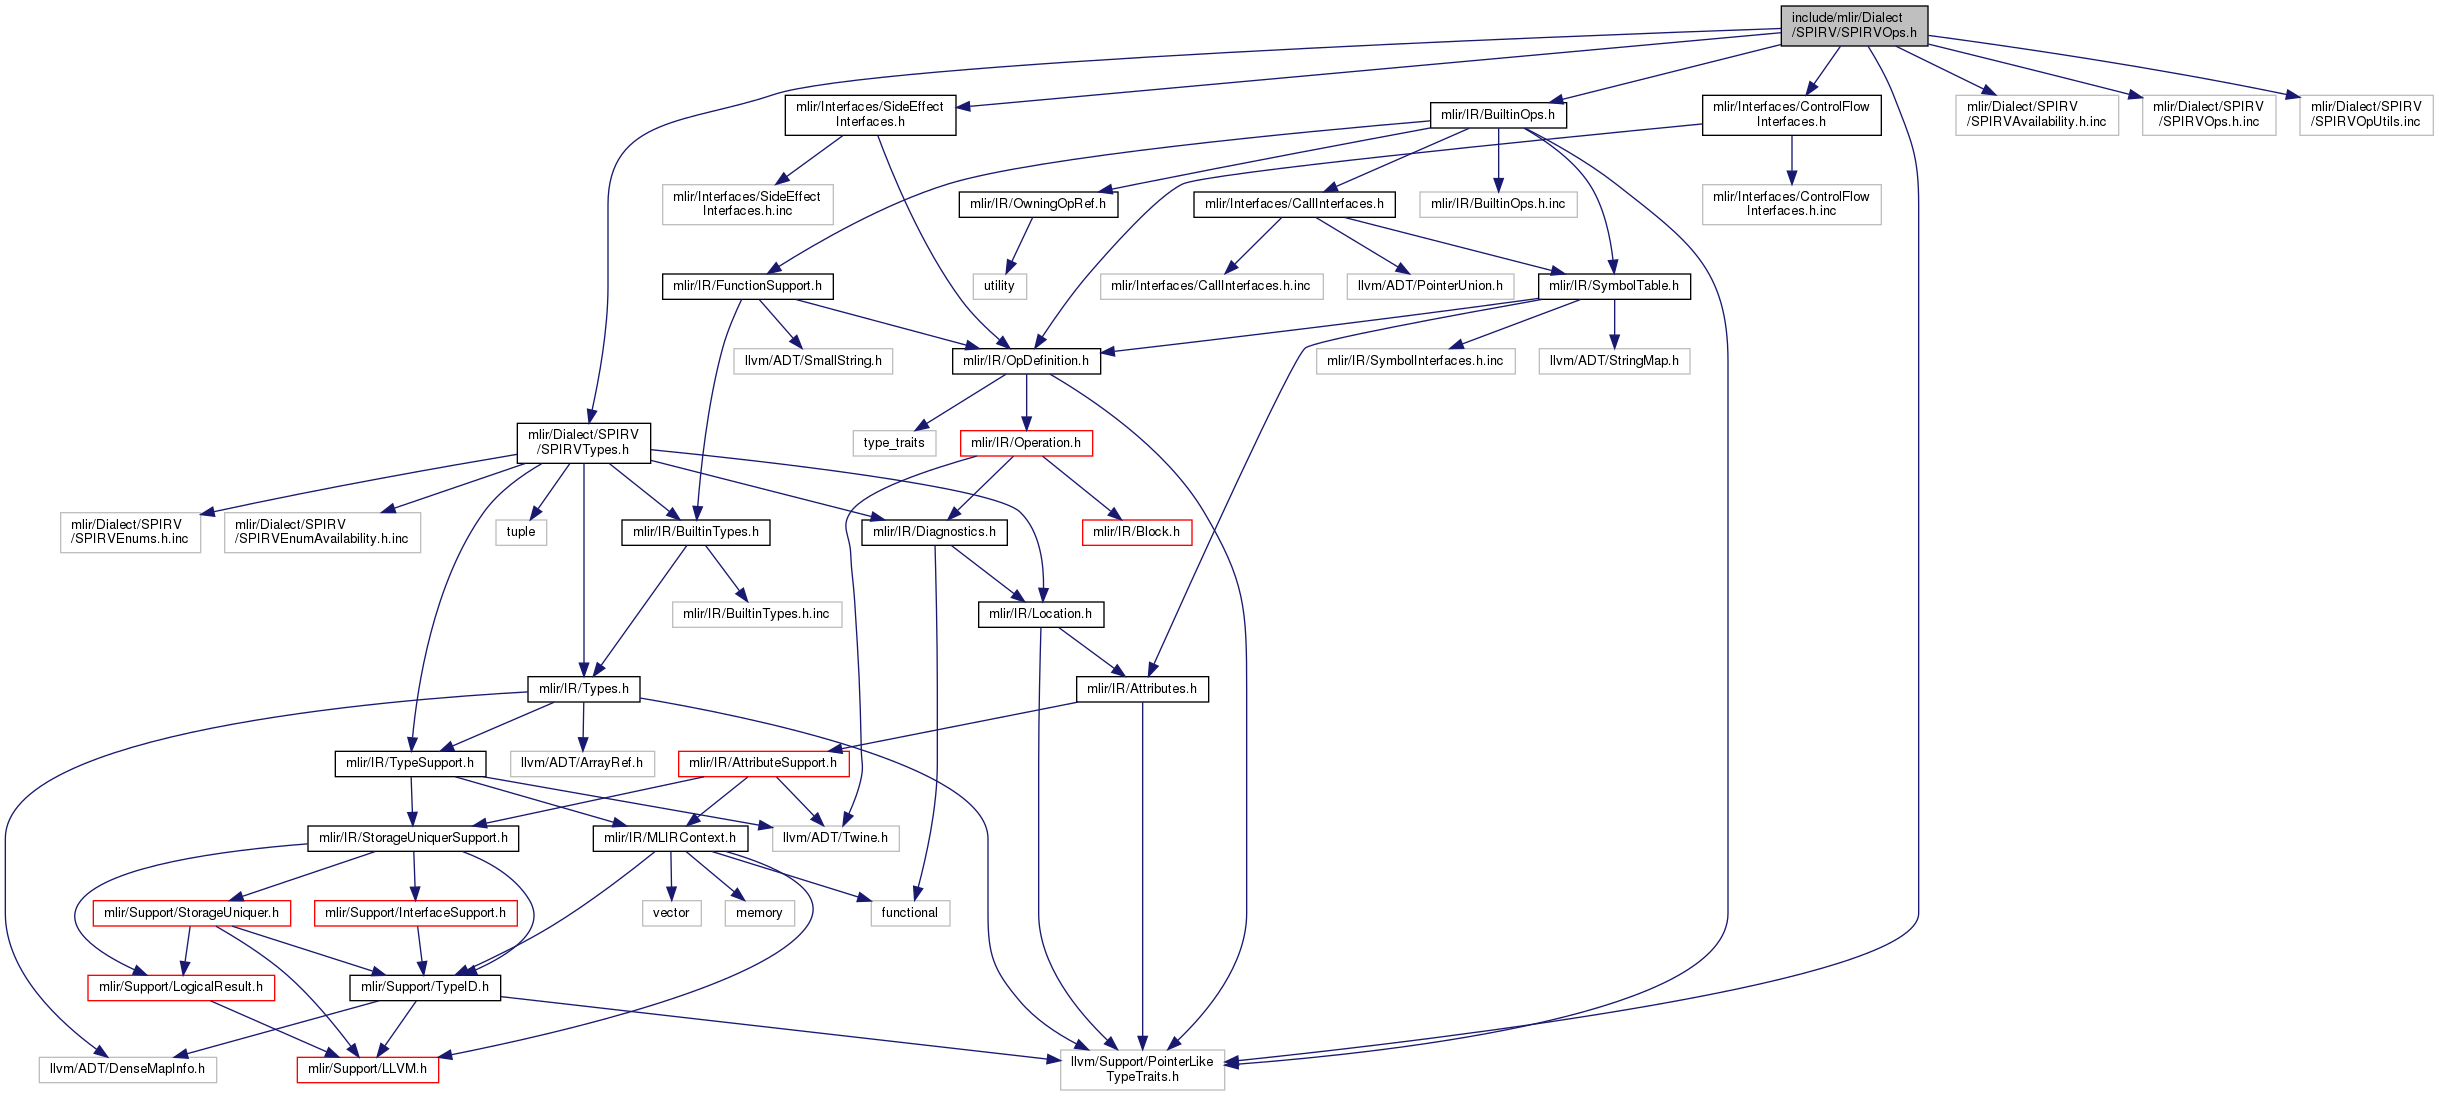 include/mlir/Dialect
/SPIRV/SPIRVOps.h
mlir/Interfaces/SideEffect
Interfaces.h
mlir/IR/BuiltinOps.h
mlir/Interfaces/ControlFlow
Interfaces.h
mlir/Dialect/SPIRV
/SPIRVAvailability.h.inc
mlir/Dialect/SPIRV
/SPIRVOps.h.inc
mlir/Dialect/SPIRV
/SPIRVOpUtils.inc
mlir/Interfaces/SideEffect
Interfaces.h.inc
mlir/IR/OwningOpRef.h
mlir/Interfaces/CallInterfaces.h
mlir/IR/BuiltinOps.h.inc
mlir/Interfaces/ControlFlow
Interfaces.h.inc
mlir/IR/FunctionSupport.h
utility
mlir/Interfaces/CallInterfaces.h.inc
llvm/ADT/PointerUnion.h
mlir/IR/SymbolTable.h
llvm/ADT/SmallString.h
mlir/IR/OpDefinition.h
mlir/IR/SymbolInterfaces.h.inc
llvm/ADT/StringMap.h
mlir/Dialect/SPIRV
/SPIRVTypes.h
type_traits
mlir/IR/Operation.h
mlir/Dialect/SPIRV
/SPIRVEnums.h.inc
mlir/Dialect/SPIRV
/SPIRVEnumAvailability.h.inc
tuple
mlir/IR/BuiltinTypes.h
mlir/IR/Diagnostics.h
mlir/IR/Block.h
mlir/IR/BuiltinTypes.h.inc
mlir/IR/Location.h
mlir/IR/Types.h
mlir/IR/Attributes.h
mlir/IR/TypeSupport.h
llvm/ADT/ArrayRef.h
mlir/IR/AttributeSupport.h
mlir/IR/StorageUniquerSupport.h
mlir/IR/MLIRContext.h
llvm/ADT/Twine.h
mlir/Support/StorageUniquer.h
mlir/Support/InterfaceSupport.h
vector
memory
functional
mlir/Support/LogicalResult.h
mlir/Support/TypeID.h
llvm/ADT/DenseMapInfo.h
mlir/Support/LLVM.h
llvm/Support/PointerLike
TypeTraits.h